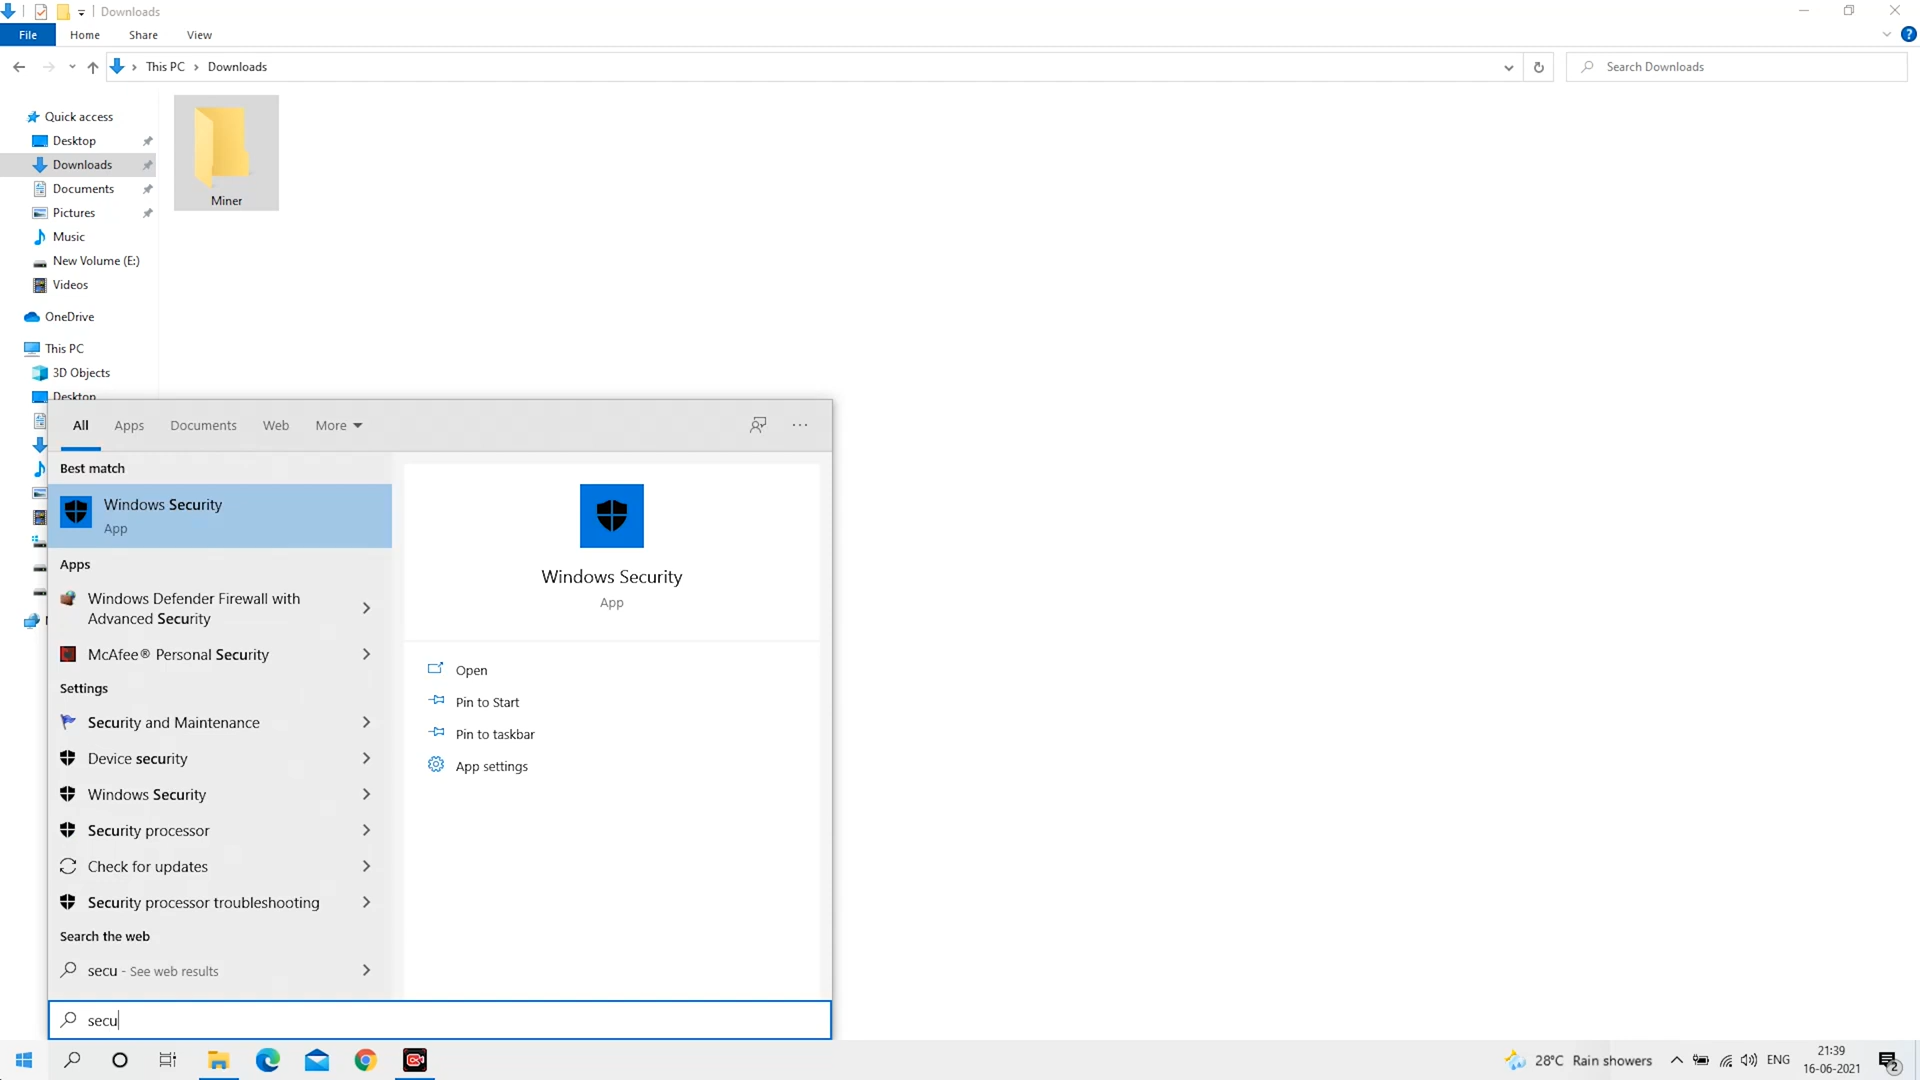 Downloads
File Home Share View
This PC Downloads
Search Downloads
Quick access
Desktop
Downloads
Documents
Pictures
Music
New Volume (E:)
Videos
OneDrive
This PC
3D Objects
Desktop
Miner
All Apps Documents Web More
Best match
Windows Security
App
Apps
Windows Defender Firewall with
Advanced Security
McAfee® Personal Security
Settings
Security and Maintenance
Device security
Windows Security
Security processor
Check for updates
Security processor troubleshooting
Search the web
secu - See web results
Windows Security
App
Open
Pin to Start
Pin to taskbar
App settings
secu
28°C Rain showers
ENG
21:39
16-06-2021
2